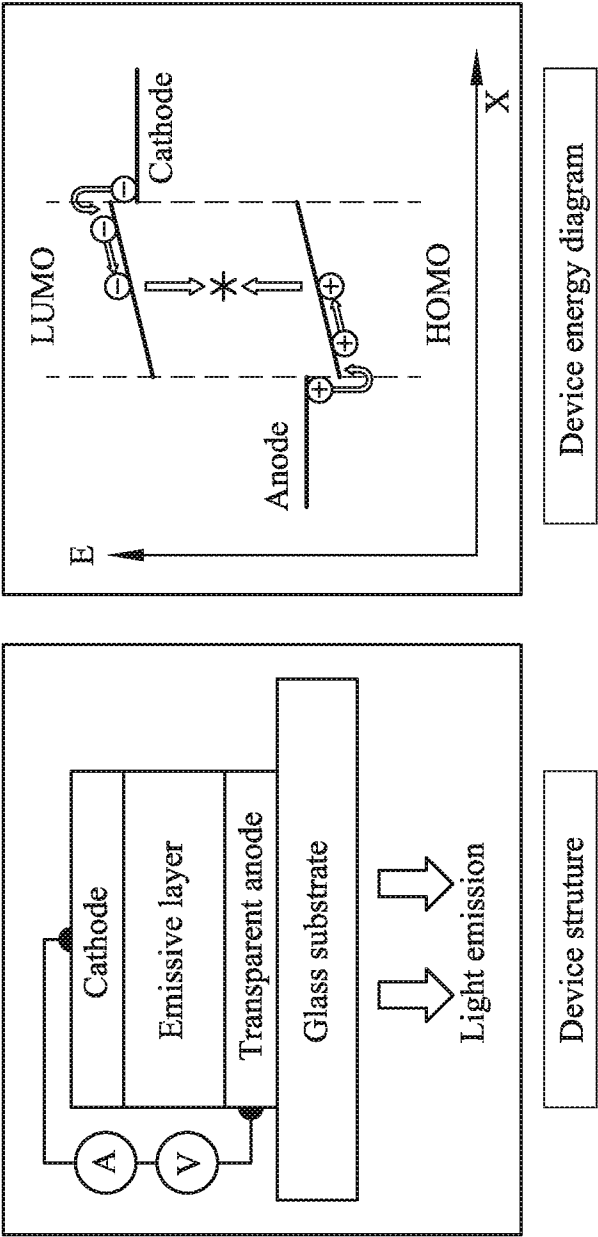 A
V
Cathode
Emissive layer
Transparent anode
Glass substrate
Light emission
Device struture
E
LUMO
Cathode
Anode
HOMO
X
Device energy diagram